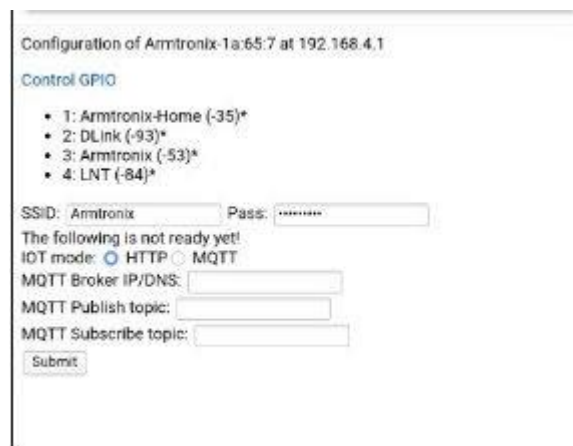 Configuration of Armtronix-1a:65:7 at 192.168.4.1
Control GPIO
• 1: Armtronix-Home (-35)*
• 2: DLink (-93)*
• 3: Armtronix (-53)*
• 4: LNT (-84)*
SSID: Armtronix Pass: •••••••••
The following is not ready yet!
IOT mode: HTTP MQTT
MQTT Broker IP/DNS:
MQTT Publish topic:
MQTT Subscribe topic:
Submit